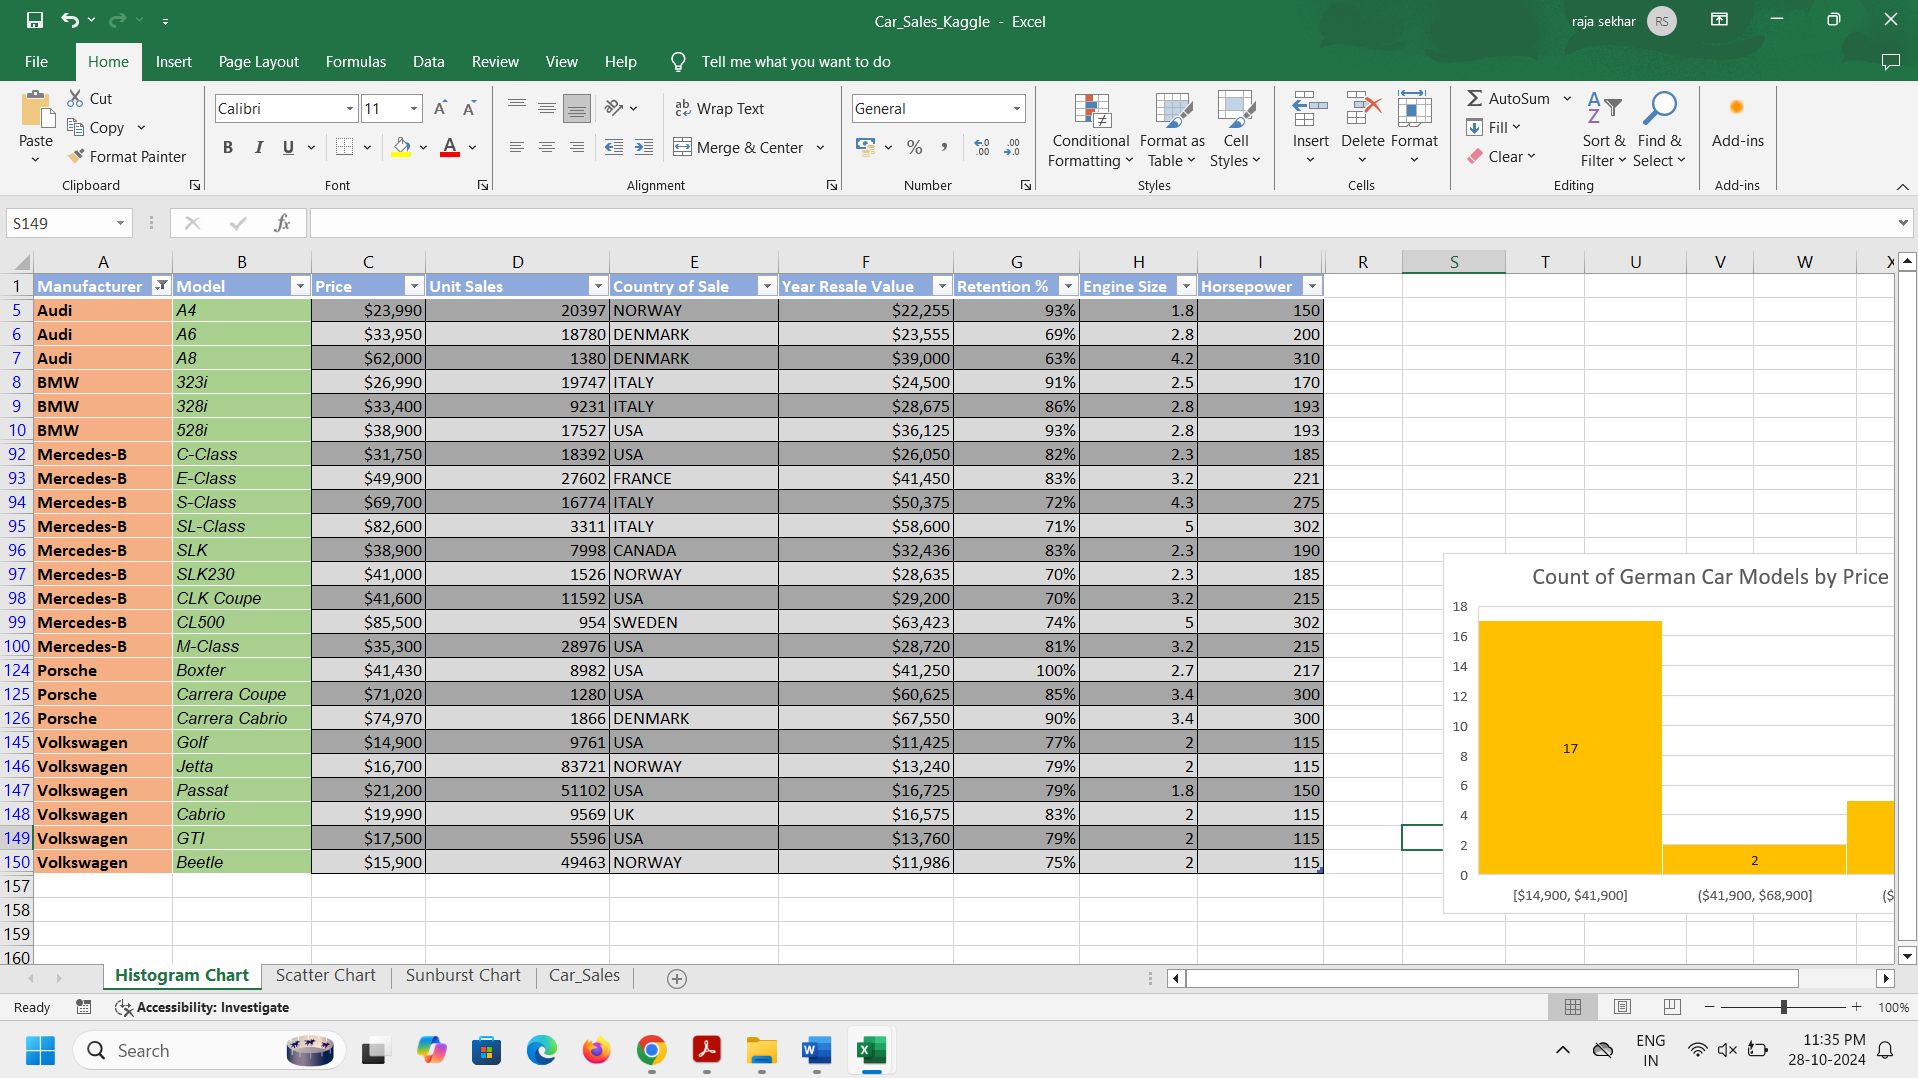 Car_Sales_Kaggle - Excel
raja sekhar RS
File Home Insert Page Layout Formulas Data Review View Help Tell me what you want to do
Paste
Cut
Copy
Format Painter
Clipboard
Calibri 11
B I U
Font
Wrap Text
Merge & Center
Alignment
General
Number
Conditional Formatting
Format as Table
Cell Styles
Styles
Insert Delete Format
Cells
AutoSum
Fill
Clear
Sort & Filter
Find & Select
Editing
Add-ins
Add-ins
S149 fx
A B C D E F G H I R S T U V W X
1 Manufacturer Model Price Unit Sales Country of Sale Year Resale Value Retention % Engine Size Horsepower
5 Audi A4 $23,990 20397 NORWAY $22,255 93% 1.8 150
6 Audi A6 $33,950 18780 DENMARK $23,555 69% 2.8 200
7 Audi A8 $62,000 1380 DENMARK $39,000 63% 4.2 310
8 BMW 323i $26,990 19747 ITALY $24,500 91% 2.5 170
9 BMW 328i $33,400 9231 ITALY $28,675 86% 2.8 193
10 BMW 528i $38,900 17527 USA $36,125 93% 2.8 193
92 Mercedes-B C-Class $31,750 18392 USA $26,050 82% 2.3 185
93 Mercedes-B E-Class $49,900 27602 FRANCE $41,450 83% 3.2 221
94 Mercedes-B S-Class $69,700 16774 ITALY $50,375 72% 4.3 275
95 Mercedes-B SL-Class $82,600 3311 ITALY $58,600 71% 5 302
96 Mercedes-B SLK $38,900 7998 CANADA $32,436 83% 2.3 190
97 Mercedes-B SLK230 $41,000 1526 NORWAY $28,635 70% 2.3 185
98 Mercedes-B CLK Coupe $41,600 11592 USA $29,200 70% 3.2 215
99 Mercedes-B CL500 $85,500 954 SWEDEN $63,423 74% 5 302
100 Mercedes-B M-Class $35,300 28976 USA $28,720 81% 3.2 215
124 Porsche Boxter $41,430 8982 USA $41,250 100% 2.7 217
125 Porsche Carrera Coupe $71,020 1280 USA $60,625 85% 3.4 300
126 Porsche Carrera Cabrio $74,970 1866 DENMARK $67,550 90% 3.4 300
145 Volkswagen Golf $14,900 9761 USA $11,425 77% 2 115
146 Volkswagen Jetta $16,700 83721 NORWAY $13,240 79% 2 115
147 Volkswagen Passat $21,200 51102 USA $16,725 79% 1.8 150
148 Volkswagen Cabrio $19,990 9569 UK $16,575 83% 2 115
149 Volkswagen GTI $17,500 5596 USA $13,760 79% 2 115
150 Volkswagen Beetle $15,900 49463 NORWAY $11,986 75% 2 115
157
158
159
160
Count of German Car Models by Price
18
16
14
12
10
8
6
4
2
0
17
2
[$14,900, $41,900] ($41,900, $68,900] ($
Histogram Chart Scatter Chart Sunburst Chart Car_Sales
Ready Accessibility: Investigate 100%
Search
ENG
IN
11:35 PM
28-10-2024